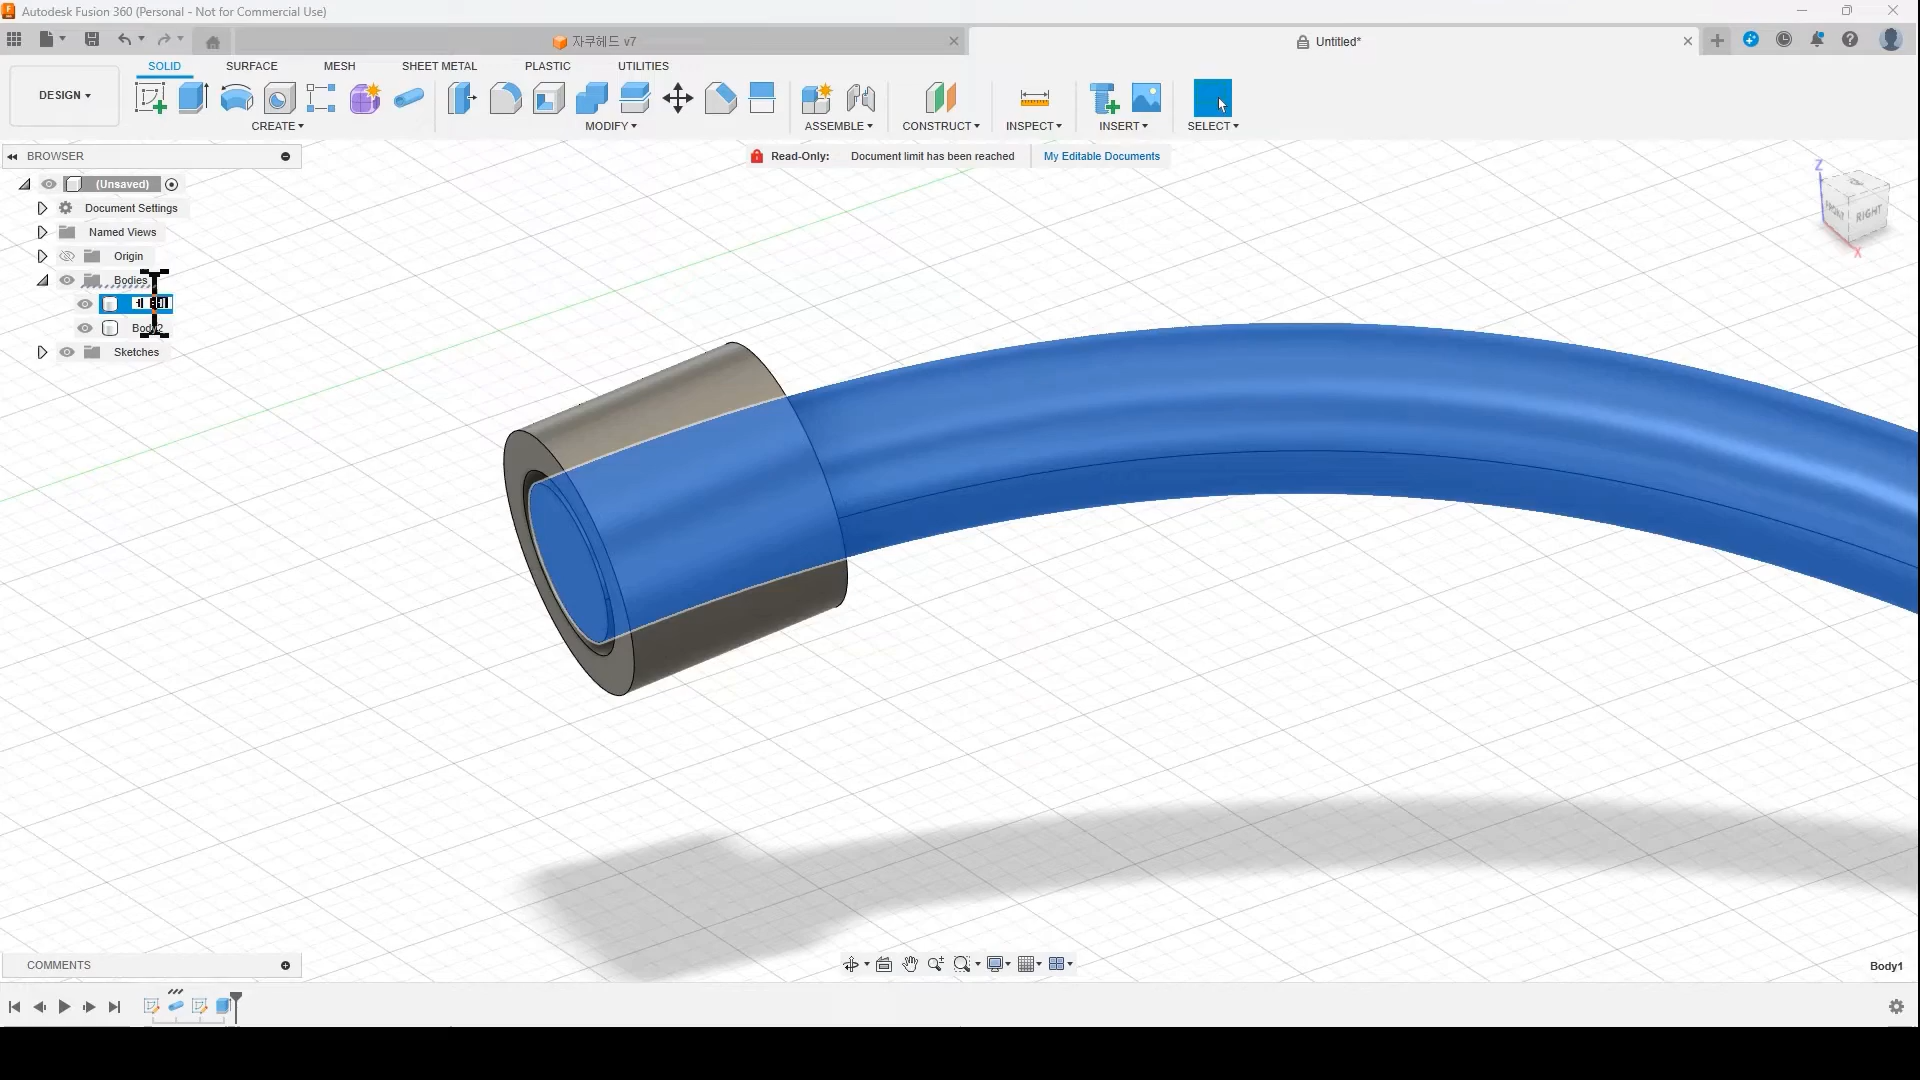 Autodesk Fusion 360 (Personal - Not for Commercial Use)
자쿠헤드 v7
Untitled*
SOLID SURFACE MESH SHEET METAL PLASTIC UTILITIES
DESIGN
CREATE MODIFY ASSEMBLE CONSTRUCT INSPECT INSERT SELECT
BROWSER
Read-Only: Document limit has been reached My Editable Documents
(Unsaved)
Document Settings
Named Views
Origin
Bodies
Body2
Sketches
Z
FRONT RIGHT
X
COMMENTS
Body1